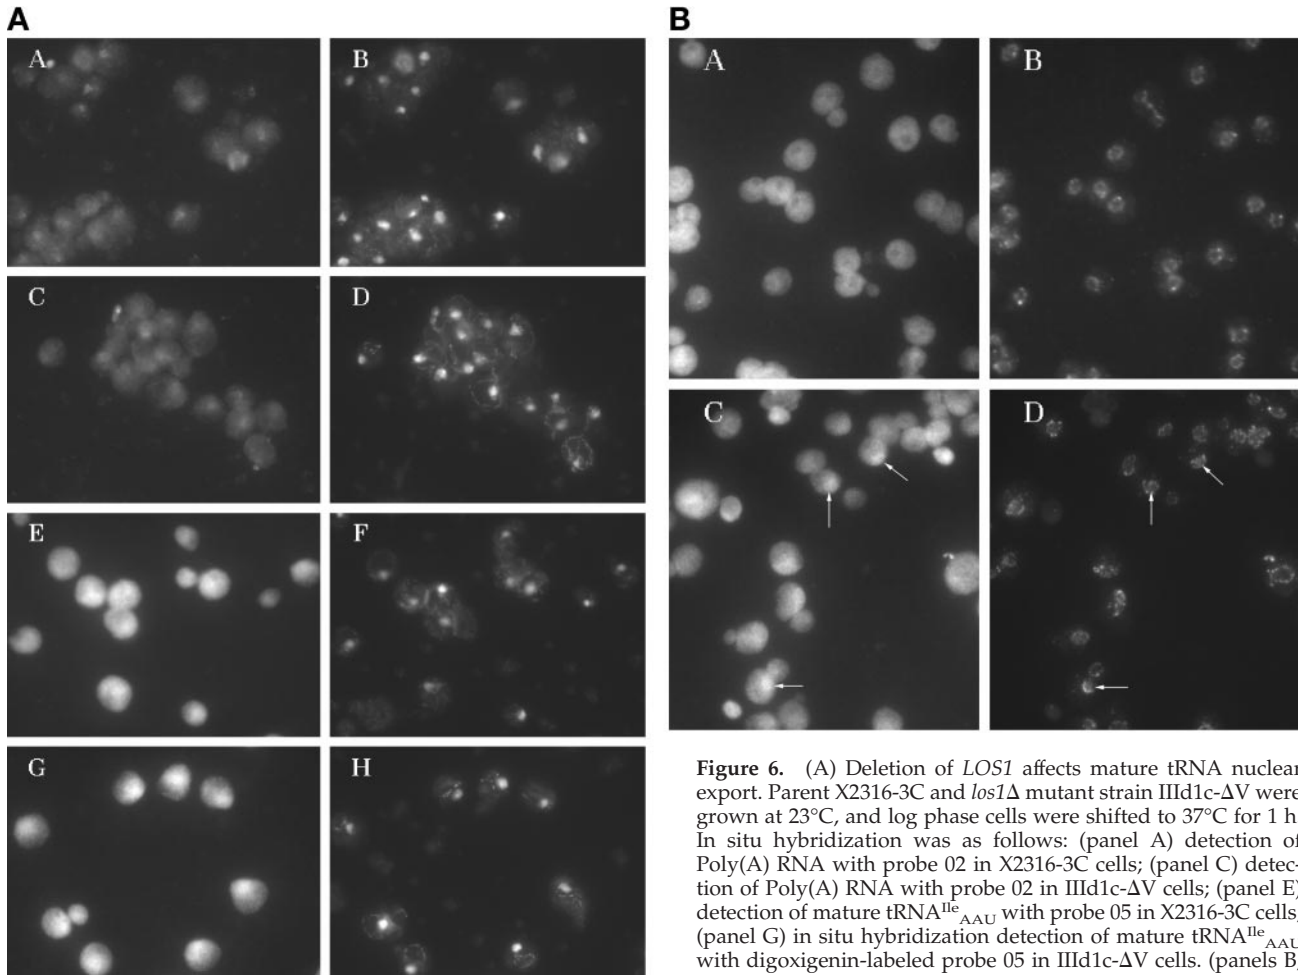 A
B
A
B
C
D
E
F
G
H
A
B
C
D
Figure 6. (A) Deletion of LOS1 affects mature tRNA nuclear
export. Parent X2316-3C and los1Δ mutant strain IIId1c-ΔV were
grown at 23°C, and log phase cells were shifted to 37°C for 1 h.
In situ hybridization was as follows: (panel A) detection of
Poly(A) RNA with probe 02 in X2316-3C cells; (panel C) detec-
tion of Poly(A) RNA with probe 02 in IIId1c-ΔV cells; (panel E)
detection of mature tRNA^Ile_AAU with probe 05 in X2316-3C cells;
(panel G) in situ hybridization detection of mature tRNA^Ile_AAU
with digoxigenin-labeled probe 05 in IIId1c-ΔV cells. (panels B,